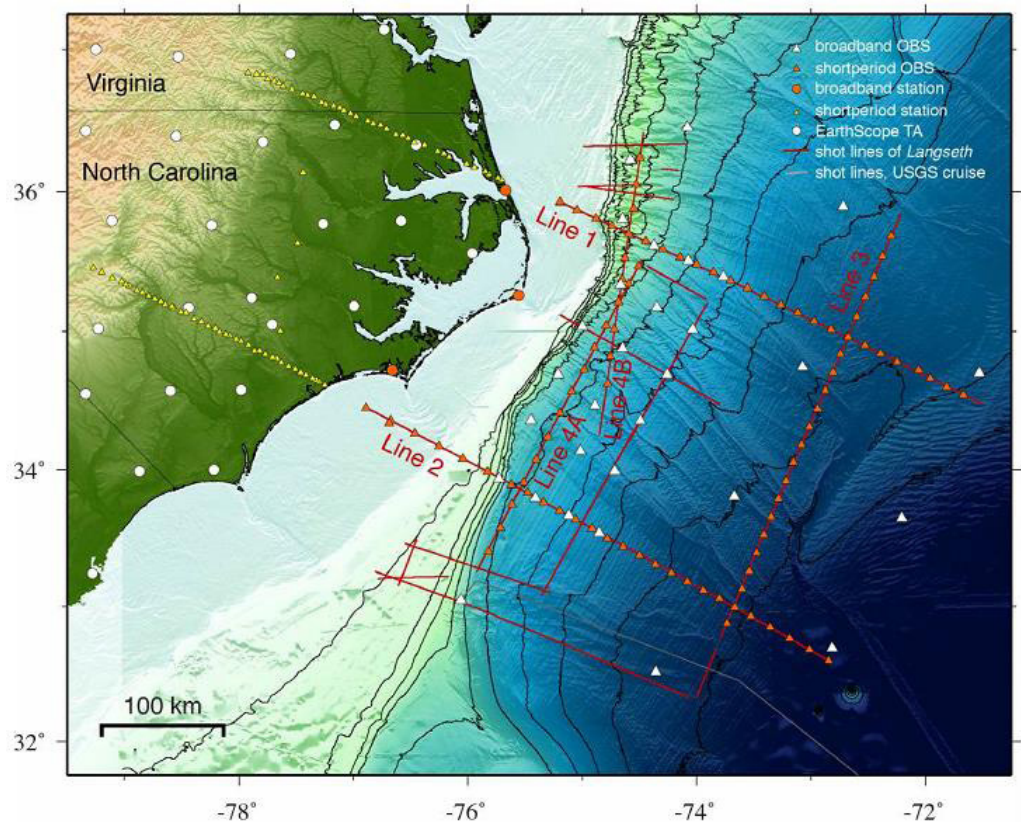 broadband OBS
shortperiod OBS
broadband station
shortperiod station
EarthScope TA
shot lines of Langseth
shot lines, USGS cruise
Virginia
North Carolina
36°
34°
32°
Line 1
Line 3
Line 4B
Line 4A
Line 2
100 km
-78° -76° -74° -72°